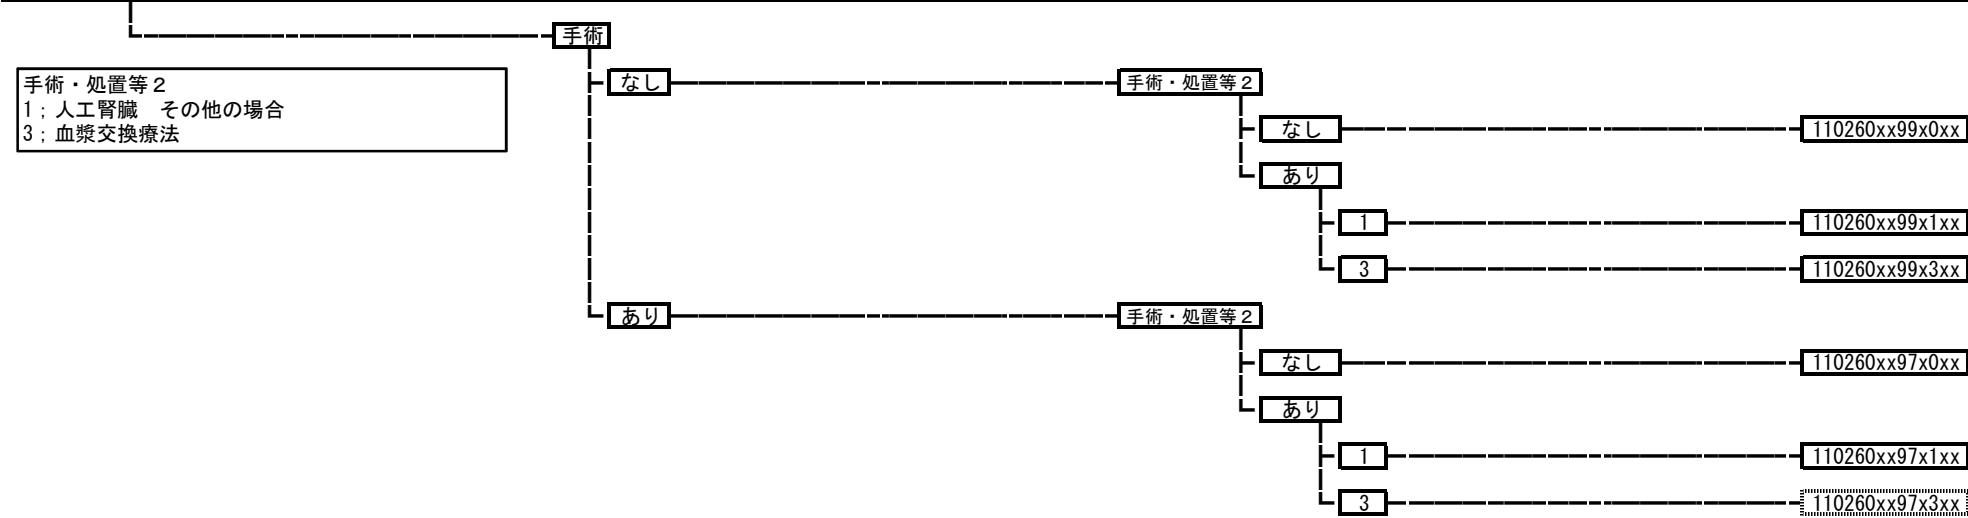 手術
手術・処置等２
1；人工腎臓　その他の場合
3；血漿交換療法
なし
手術・処置等２
なし
110260xx99x0xx
あり
1
110260xx99x1xx
3
110260xx99x3xx
あり
手術・処置等２
なし
110260xx97x0xx
あり
1
110260xx97x1xx
3
110260xx97x3xx